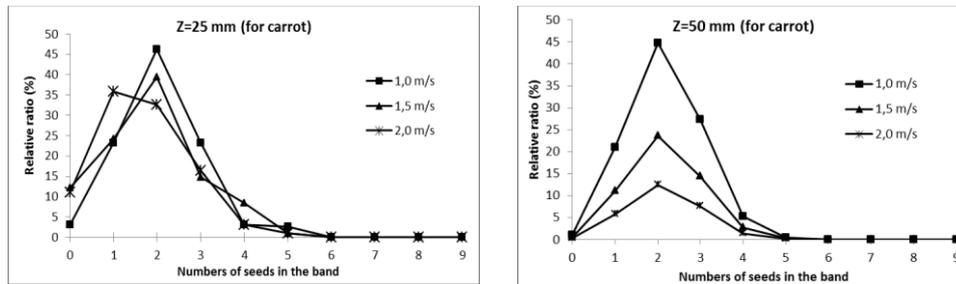 Z=25 mm (for carrot)
50
45
40
35
30
25
20
15
10
5
0
Relative ratio (%)
1,0 m/s
1,5 m/s
2,0 m/s
0 1 2 3 4 5 6 7 8 9
Numbers of seeds in the band
Z=50 mm (for carrot)
50
45
40
35
30
25
20
15
10
5
0
Relative ratio (%)
1,0 m/s
1,5 m/s
2,0 m/s
0 1 2 3 4 5 6 7 8 9
Numbers of seeds in the band